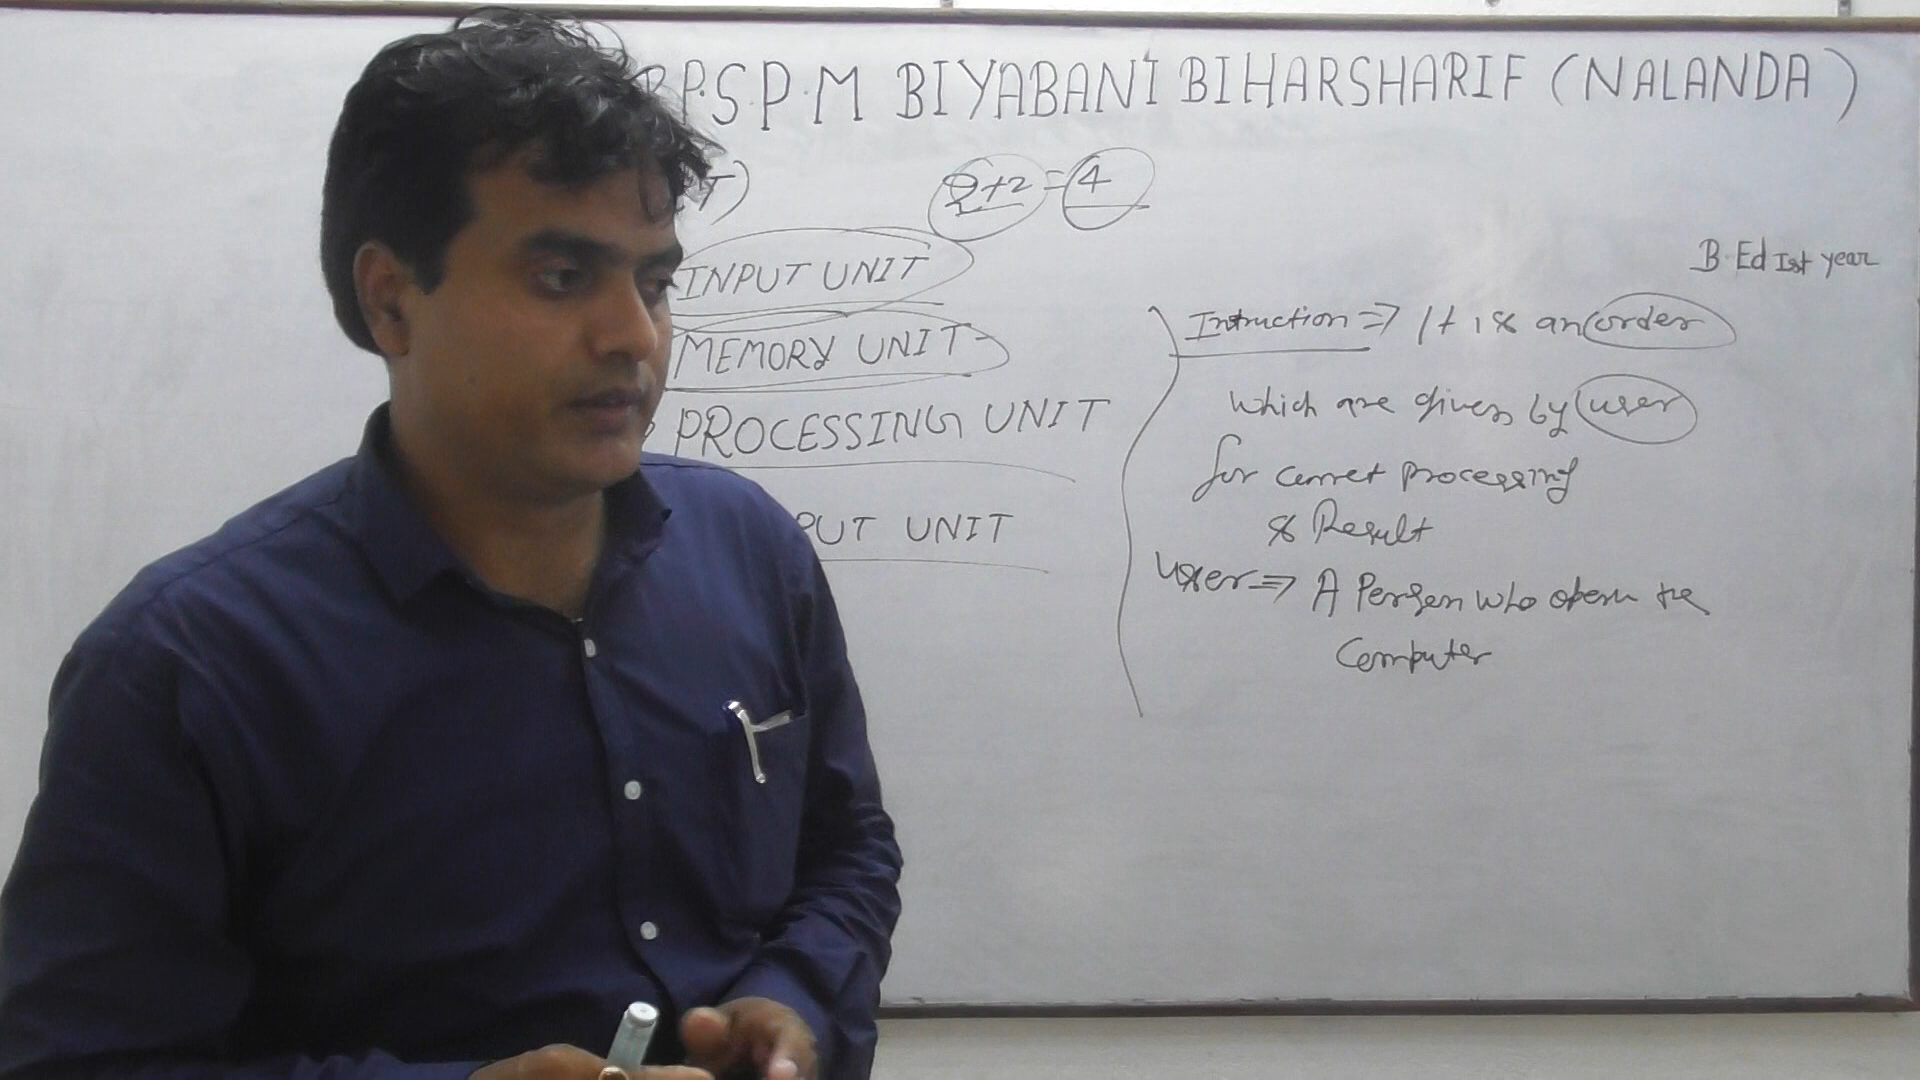 B.P.S.P.M BIYABANI BIHARSHARIF (NALANDA)
T)
2+2=4
INPUT UNIT
MEMORY UNIT
PROCESSING UNIT
PUT UNIT
B.Ed Ist year
Intruction ⇒ It is an order
which are given by user
for correct processing
& Result
user ⇒ A Person who opern the
Computer